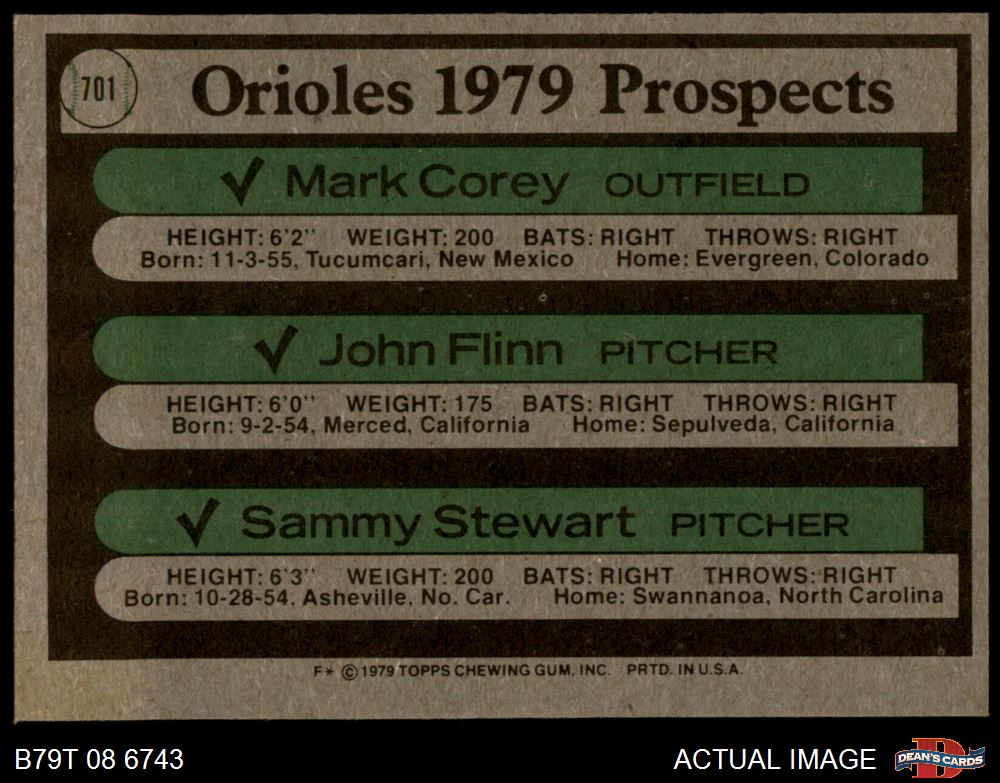 701
Orioles 1979 Prospects
✓ Mark Corey OUTFIELD
HEIGHT: 6'2" WEIGHT: 200 BATS: RIGHT THROWS: RIGHT
Born: 11-3-55, Tucumcari, New Mexico Home: Evergreen, Colorado
✓ John Flinn PITCHER
HEIGHT: 6'0" WEIGHT: 175 BATS: RIGHT THROWS: RIGHT
Born: 9-2-54, Merced, California Home: Sepulveda, California
✓ Sammy Stewart PITCHER
HEIGHT: 6'3" WEIGHT: 200 BATS: RIGHT THROWS: RIGHT
Born: 10-28-54, Asheville, No. Car. Home: Swannanoa, North Carolina
F* © 1979 TOPPS CHEWING GUM, INC. PRTD. IN U.S.A.
B79T 08 6743 ACTUAL IMAGE
D
DEAN'S CARDS